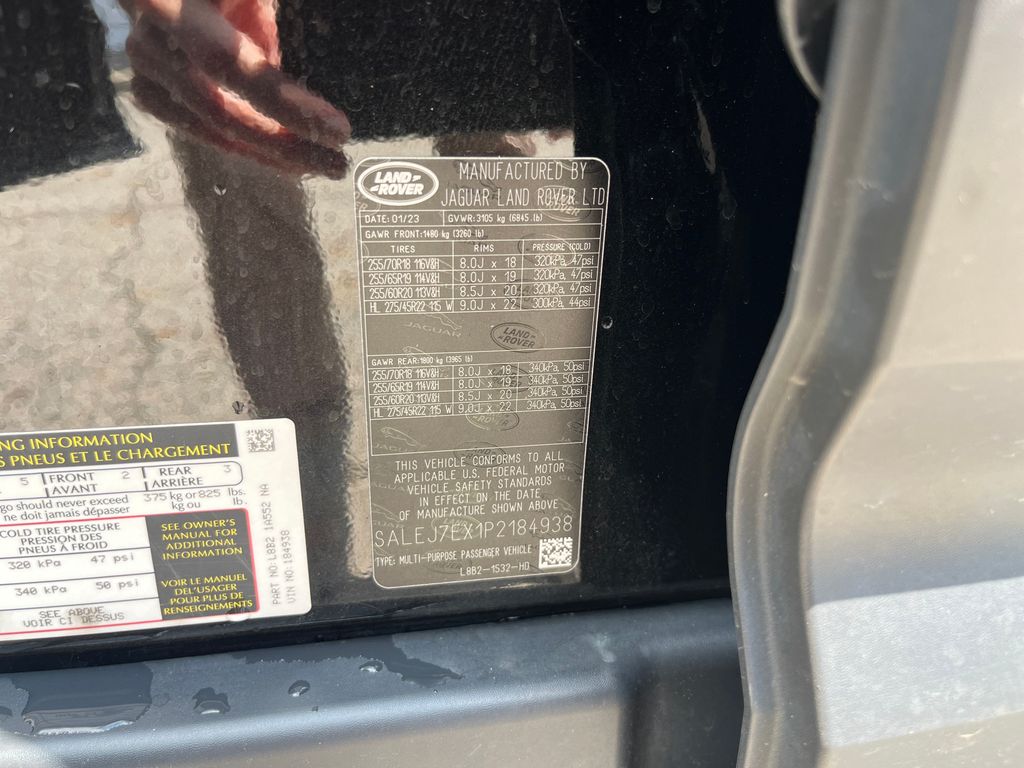 LAND ROVER
MANUFACTURED BY
JAGUAR LAND ROVER LTD
DATE: 01/23 GVWR: 3105 kg (6845 lb)
GAWR FRONT: 1480 kg (3260 lb)
TIRES RIMS PRESSURE (COLD)
255/70R18 116V&H 8.0J x 18 320kPa, 47psi
255/65R19 114V&H 8.0J x 19 320kPa, 47psi
255/60R20 113V&H 8.5J x 20 320kPa, 47psi
HL 275/45R22 115 W 9.0J x 22 300kPa, 44psi
JAGUAR
LAND ROVER
GAWR REAR: 1800 kg (3965 lb)
255/70R18 116V&H 8.0J x 18 340kPa, 50psi
255/65R19 114V&H 8.0J x 19 340kPa, 50psi
255/60R20 113V&H 8.5J x 20 340kPa, 50psi
HL 275/45R22 115 W 9.0J x 22 340kPa, 50psi
THIS VEHICLE CONFORMS TO ALL
APPLICABLE U.S. FEDERAL MOTOR
VEHICLE SAFETY STANDARDS
IN EFFECT ON THE DATE
OF MANUFACTURE SHOWN ABOVE
SALEJ7EX1P2184938
TYPE: MULTI-PURPOSE PASSENGER VEHICLE
L8B2-1532-HD
NG INFORMATION
S PNEUS ET LE CHARGEMENT
5 FRONT 2 REAR 3
AVANT ARRIÈRE
go should never exceed 375 kg or 825 lbs.
ne doit jamais dépasser kg ou lb.
COLD TIRE PRESSURE
PRESSION DES
PNEUS À FROID
320 kPa 47 psi
340 kPa 50 psi
SEE ABOVE
VOIR CI DESSUS
SEE OWNER'S
MANUAL FOR
ADDITIONAL
INFORMATION
VOIR LE MANUEL
DEL'USAGER
POUR PLUS DE
RENSEIGNEMENTS
PART NO: L8B2 1A552 NA
VIN NO: 184938